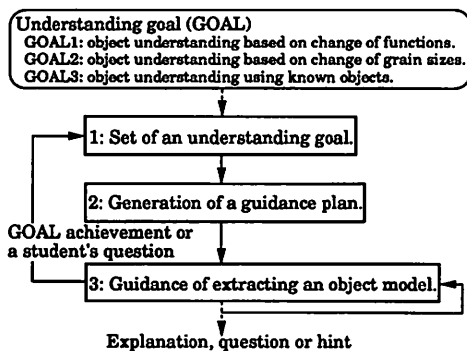 Understanding goal (GOAL)
GOAL1: object understanding based on change of functions.
GOAL2: object understanding based on change of grain sizes.
GOAL3: object understanding using known objects.
1: Set of an understanding goal.
2: Generation of a guidance plan.
GOAL achievement or
a student's question
3: Guidance of extracting an object model.
Explanation, question or hint